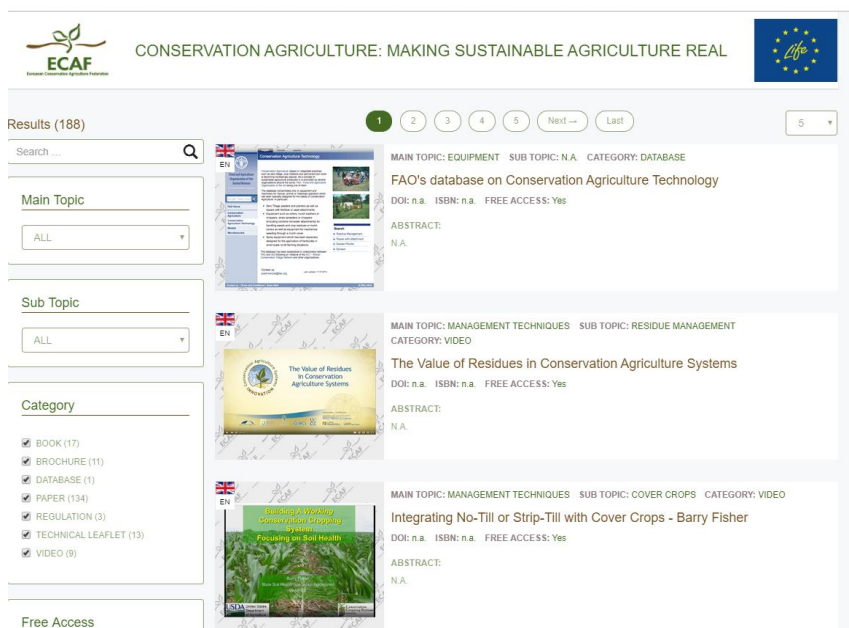 ECAF
European Conservation Agriculture Federation
CONSERVATION AGRICULTURE: MAKING SUSTAINABLE AGRICULTURE REAL
Life
Results (188)
1 2 3 4 5 Next → Last
5
Search ...
Main Topic
ALL
Sub Topic
ALL
Category
BOOK (17)
BROCHURE (11)
DATABASE (1)
PAPER (134)
REGULATION (3)
TECHNICAL LEAFLET (13)
VIDEO (9)
Free Access
EN
Conservation Agriculture Technology
MAIN TOPIC: EQUIPMENT SUB TOPIC: N.A. CATEGORY: DATABASE
FAO's database on Conservation Agriculture Technology
DOI: n.a. ISBN: n.a. FREE ACCESS: Yes
ABSTRACT:
N.A.
EN
The Value of Residues
in Conservation
Agriculture Systems
MAIN TOPIC: MANAGEMENT TECHNIQUES SUB TOPIC: RESIDUE MANAGEMENT
CATEGORY: VIDEO
The Value of Residues in Conservation Agriculture Systems
DOI: n.a. ISBN: n.a. FREE ACCESS: Yes
ABSTRACT:
N.A.
EN
Building A Working
Conservation Cropping
System
Focusing on Soil Health
USDA
MAIN TOPIC: MANAGEMENT TECHNIQUES SUB TOPIC: COVER CROPS CATEGORY: VIDEO
Integrating No-Till or Strip-Till with Cover Crops - Barry Fisher
DOI: n.a. ISBN: n.a. FREE ACCESS: Yes
ABSTRACT:
N.A.